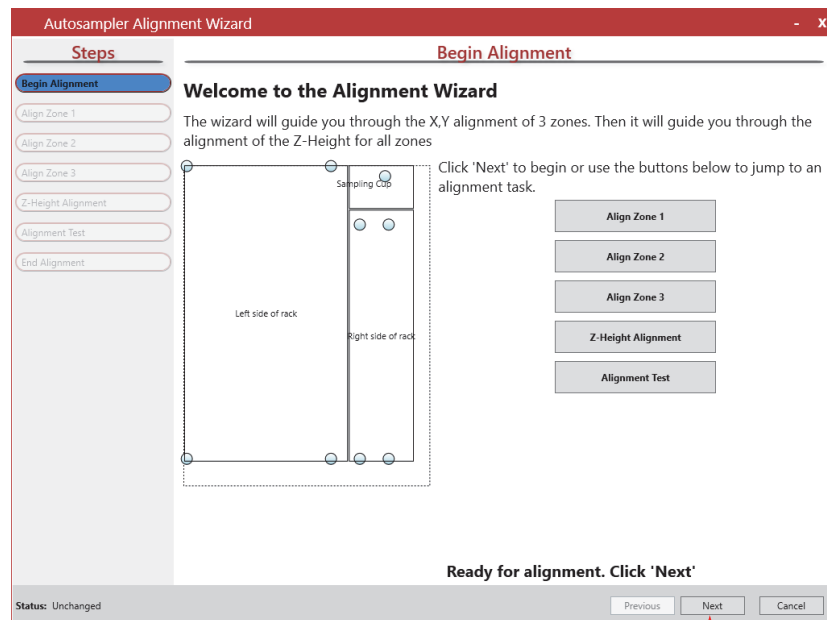 Autosampler Alignment Wizard
- X
Steps
Begin Alignment
Begin Alignment
Align Zone 1
Align Zone 2
Align Zone 3
Z-Height Alignment
Alignment Test
End Alignment
Welcome to the Alignment Wizard
The wizard will guide you through the X,Y alignment of 3 zones. Then it will guide you through the
alignment of the Z-Height for all zones
Click 'Next' to begin or use the buttons below to jump to an
alignment task.
Sampling Cup
Left side of rack
Right side of rack
Align Zone 1
Align Zone 2
Align Zone 3
Z-Height Alignment
Alignment Test
Ready for alignment. Click 'Next'
Status: Unchanged
Previous
Next
Cancel